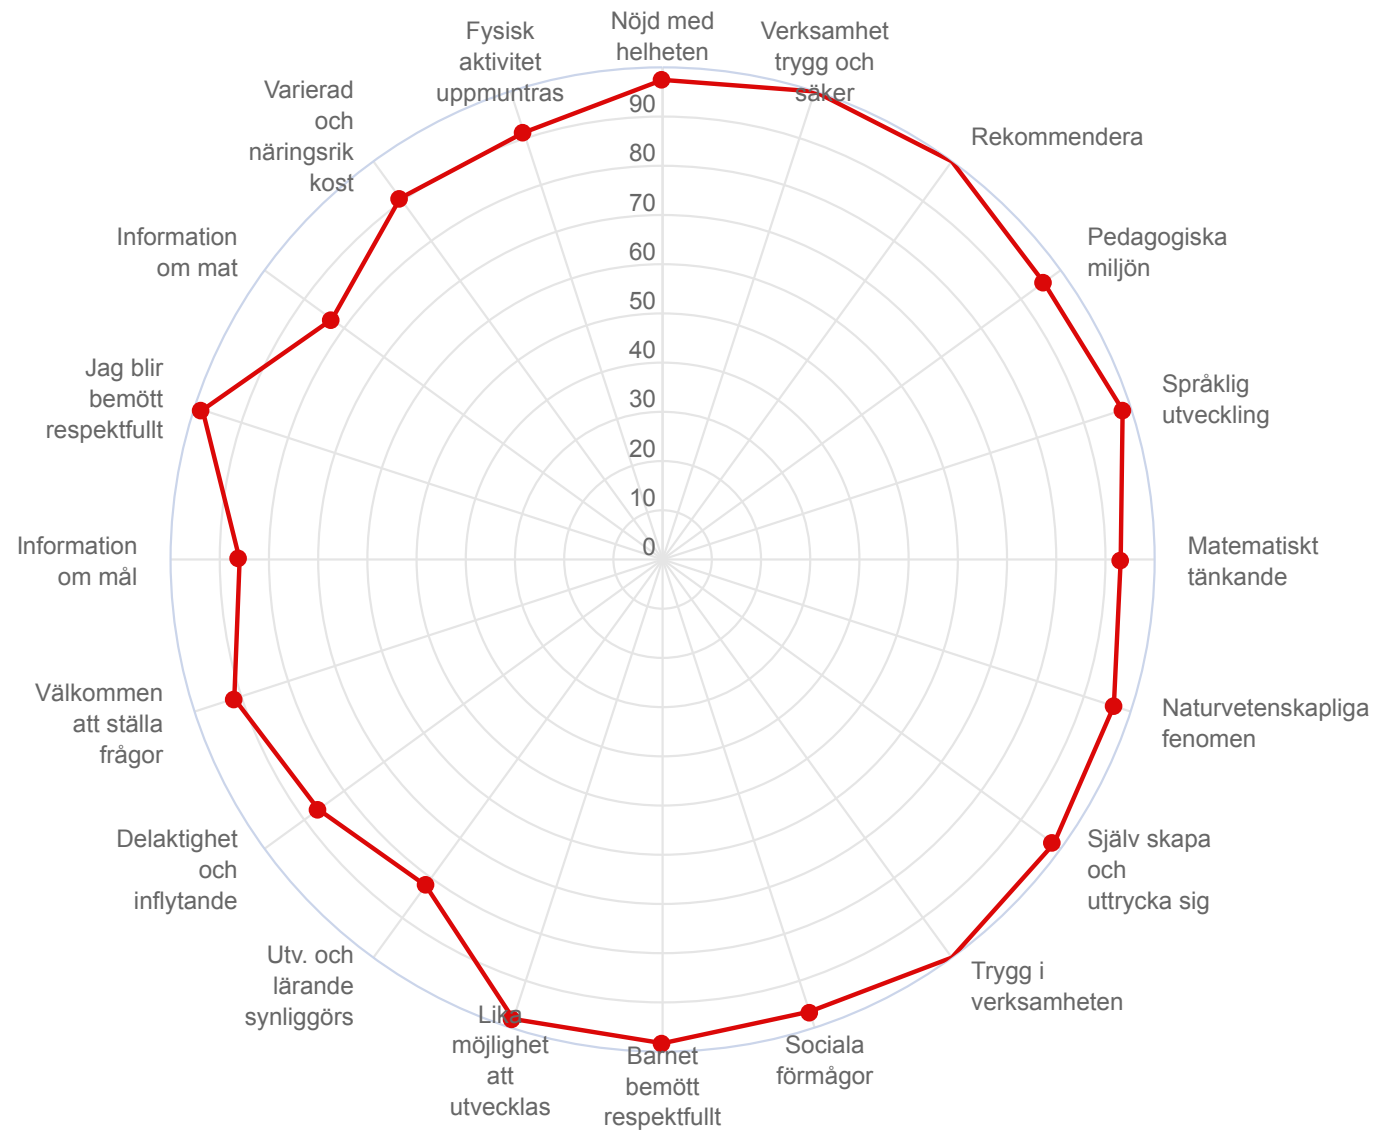 Nöjd med
helheten
Verksamhet
trygg och
säker
Rekommendera
Pedagogiska
miljön
Språklig
utveckling
Matematiskt
tänkande
Naturvetenskapliga
fenomen
Själv skapa
och
uttrycka sig
Trygg i
verksamheten
Sociala
förmågor
Barnet
bemött
respektfullt
Lika
möjlighet
att
utvecklas
Utv. och
lärande
synliggörs
Delaktighet
och
inflytande
Välkommen
att ställa
frågor
Information
om mål
Jag blir
bemött
respektfullt
Information
om mat
Varierad
och
näringsrik
kost
Fysisk
aktivitet
uppmuntras
90
80
70
60
50
40
30
20
10
0